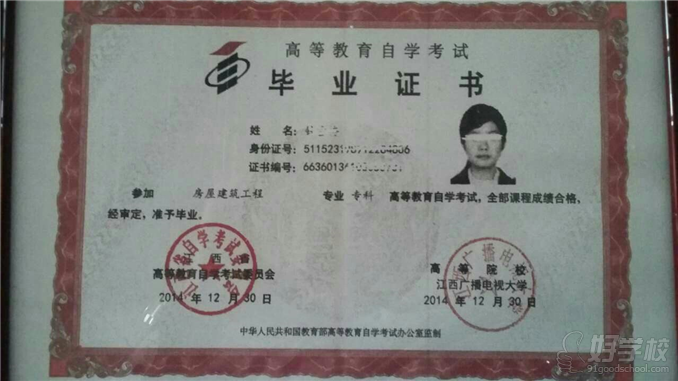 高等教育自学考试
毕业证书
姓 名：
身份证号：
证书编号：
参加 房屋建筑工程 专业 专科 高等教育自学考试，全部课程成绩合格，
经审定，准予毕业。
江西省
高等教育自学考试委员会
2014 年 12 月 30 日
高等院校
江西广播电视大学
2014 年 12 月 30 日
中华人民共和国教育部高等教育自学考试办公室监制
好学校
91goodschool.com